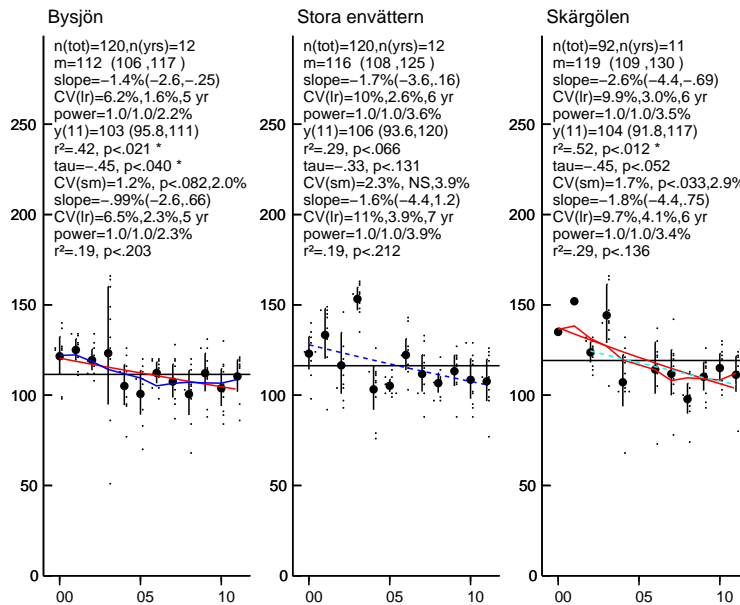 Bysjön
n(tot)=120,n(yrs)=12
m=112 (106 ,117 )
slope=−1.4%(−2.6,−.25)
CV(lr)=6.2%,1.6%,5 yr
power=1.0/1.0/2.2%
y(11)=103 (95.8,111)
r²=.42, p<.021 *
tau=−.45, p<.040 *
CV(sm)=1.2%, p<.082,2.0%
slope=−.99%(−2.6,.66)
CV(lr)=6.5%,2.3%,5 yr
power=1.0/1.0/2.3%
r²=.19, p<.203
250
200
150
100
50
0
00 05 10
Stora envättern
n(tot)=120,n(yrs)=12
m=116 (108 ,125 )
slope=−1.7%(−3.6,.16)
CV(lr)=10%,2.6%,6 yr
power=1.0/1.0/3.6%
y(11)=106 (93.6,120)
r²=.29, p<.066
tau=−.33, p<.131
CV(sm)=2.3%, NS,3.9%
slope=−1.6%(−4.4,1.2)
CV(lr)=11%,3.9%,7 yr
power=1.0/1.0/3.9%
r²=.19, p<.212
250
200
150
100
50
0
00 05 10
Skärgölen
n(tot)=92,n(yrs)=11
m=119 (109 ,130 )
slope=−2.6%(−4.4,−.69)
CV(lr)=9.9%,3.0%,6 yr
power=1.0/1.0/3.5%
y(11)=104 (91.8,117)
r²=.52, p<.012 *
tau=−.45, p<.052
CV(sm)=1.7%, p<.033,2.9%
slope=−1.8%(−4.4,.75)
CV(lr)=9.7%,4.1%,6 yr
power=1.0/1.0/3.4%
r²=.29, p<.136
250
200
150
100
50
0
00 05 10